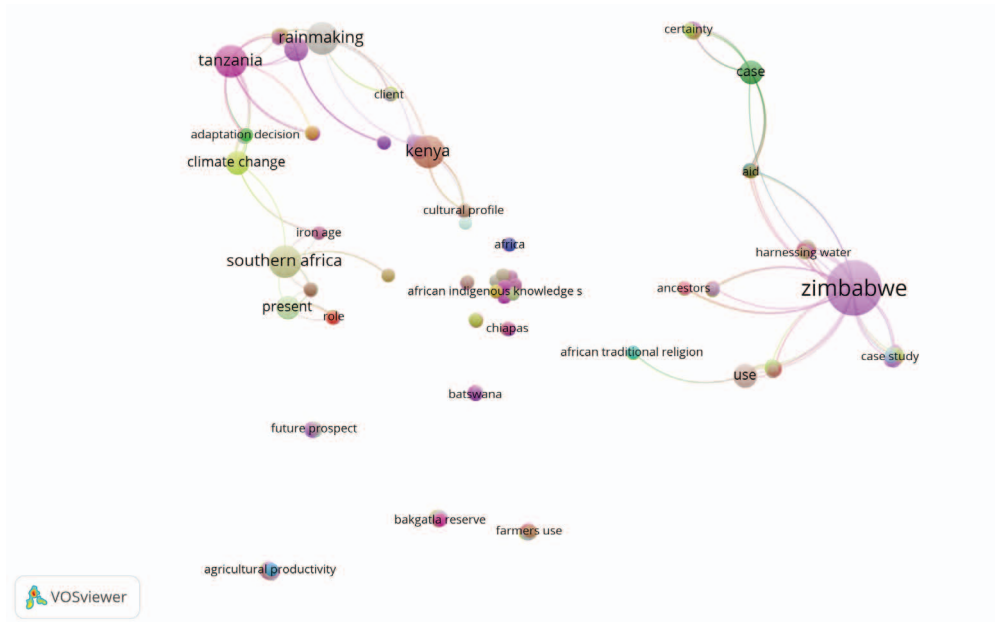 certainty
rainmaking
tanzania
case
client
adaptation decision
kenya
climate change
aid
cultural profile
iron age
africa
harnessing water
southern africa
african indigenous knowledge s
ancestors
zimbabwe
present
role
chiapas
african traditional religion
case study
use
batswana
future prospect
bakgatla reserve
farmers use
agricultural productivity
VOSviewer